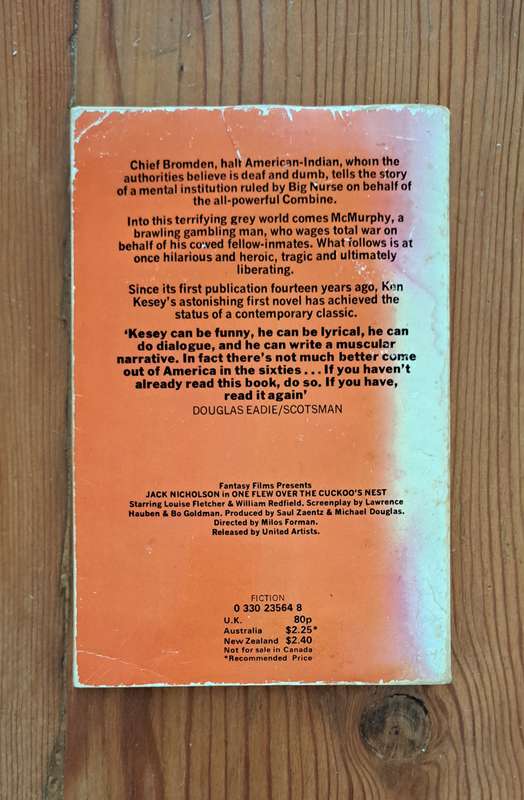 Chief Bromden, half American-Indian, whom the
authorities believe is deaf and dumb, tells the story
of a mental institution ruled by Big Nurse on behalf of
the all-powerful Combine.
Into this terrifying grey world comes McMurphy, a
brawling gambling man, who wages total war on
behalf of his cowed fellow-inmates. What follows is at
once hilarious and heroic, tragic and ultimately
liberating.
Since its first publication fourteen years ago, Ken
Kesey's astonishing first novel has achieved the
status of a contemporary classic.
'Kesey can be funny, he can be lyrical, he can
do dialogue, and he can write a muscular
narrative. In fact there's not much better come
out of America in the sixties ... If you haven't
already read this book, do so. If you have,
read it again'
DOUGLAS EADIE/SCOTSMAN
Fantasy Films Presents
JACK NICHOLSON in ONE FLEW OVER THE CUCKOO'S NEST
Starring Louise Fletcher & William Redfield. Screenplay by Lawrence
Hauben & Bo Goldman. Produced by Saul Zaentz & Michael Douglas.
Directed by Milos Forman.
Released by United Artists.
FICTION
0 330 23564 8
U.K. 80p
Australia $2.25*
New Zealand $2.40
Not for sale in Canada
*Recommended Price